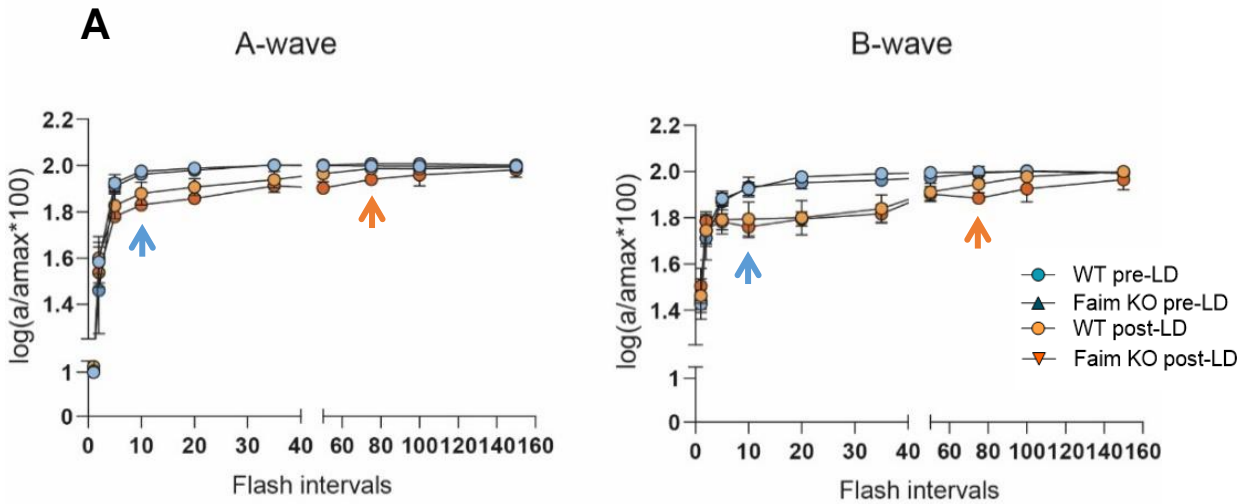 A
A-wave
B-wave
log(a/amax*100)
2.2
2.0
1.8
1.6
1.4
1
0
0 10 20 30 40 60 80 100 120 140 160
Flash intervals
log(a/amax*100)
2.2
2.0
1.8
1.6
1.4
1
0
0 10 20 30 40 60 80 100 120 140 160
Flash intervals
WT pre-LD
Faim KO pre-LD
WT post-LD
Faim KO post-LD